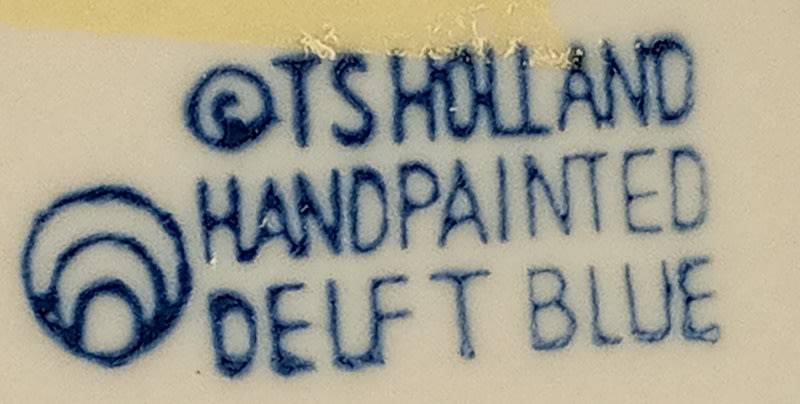 ©TS HOLLAND
HANDPAINTED
DELFT BLUE